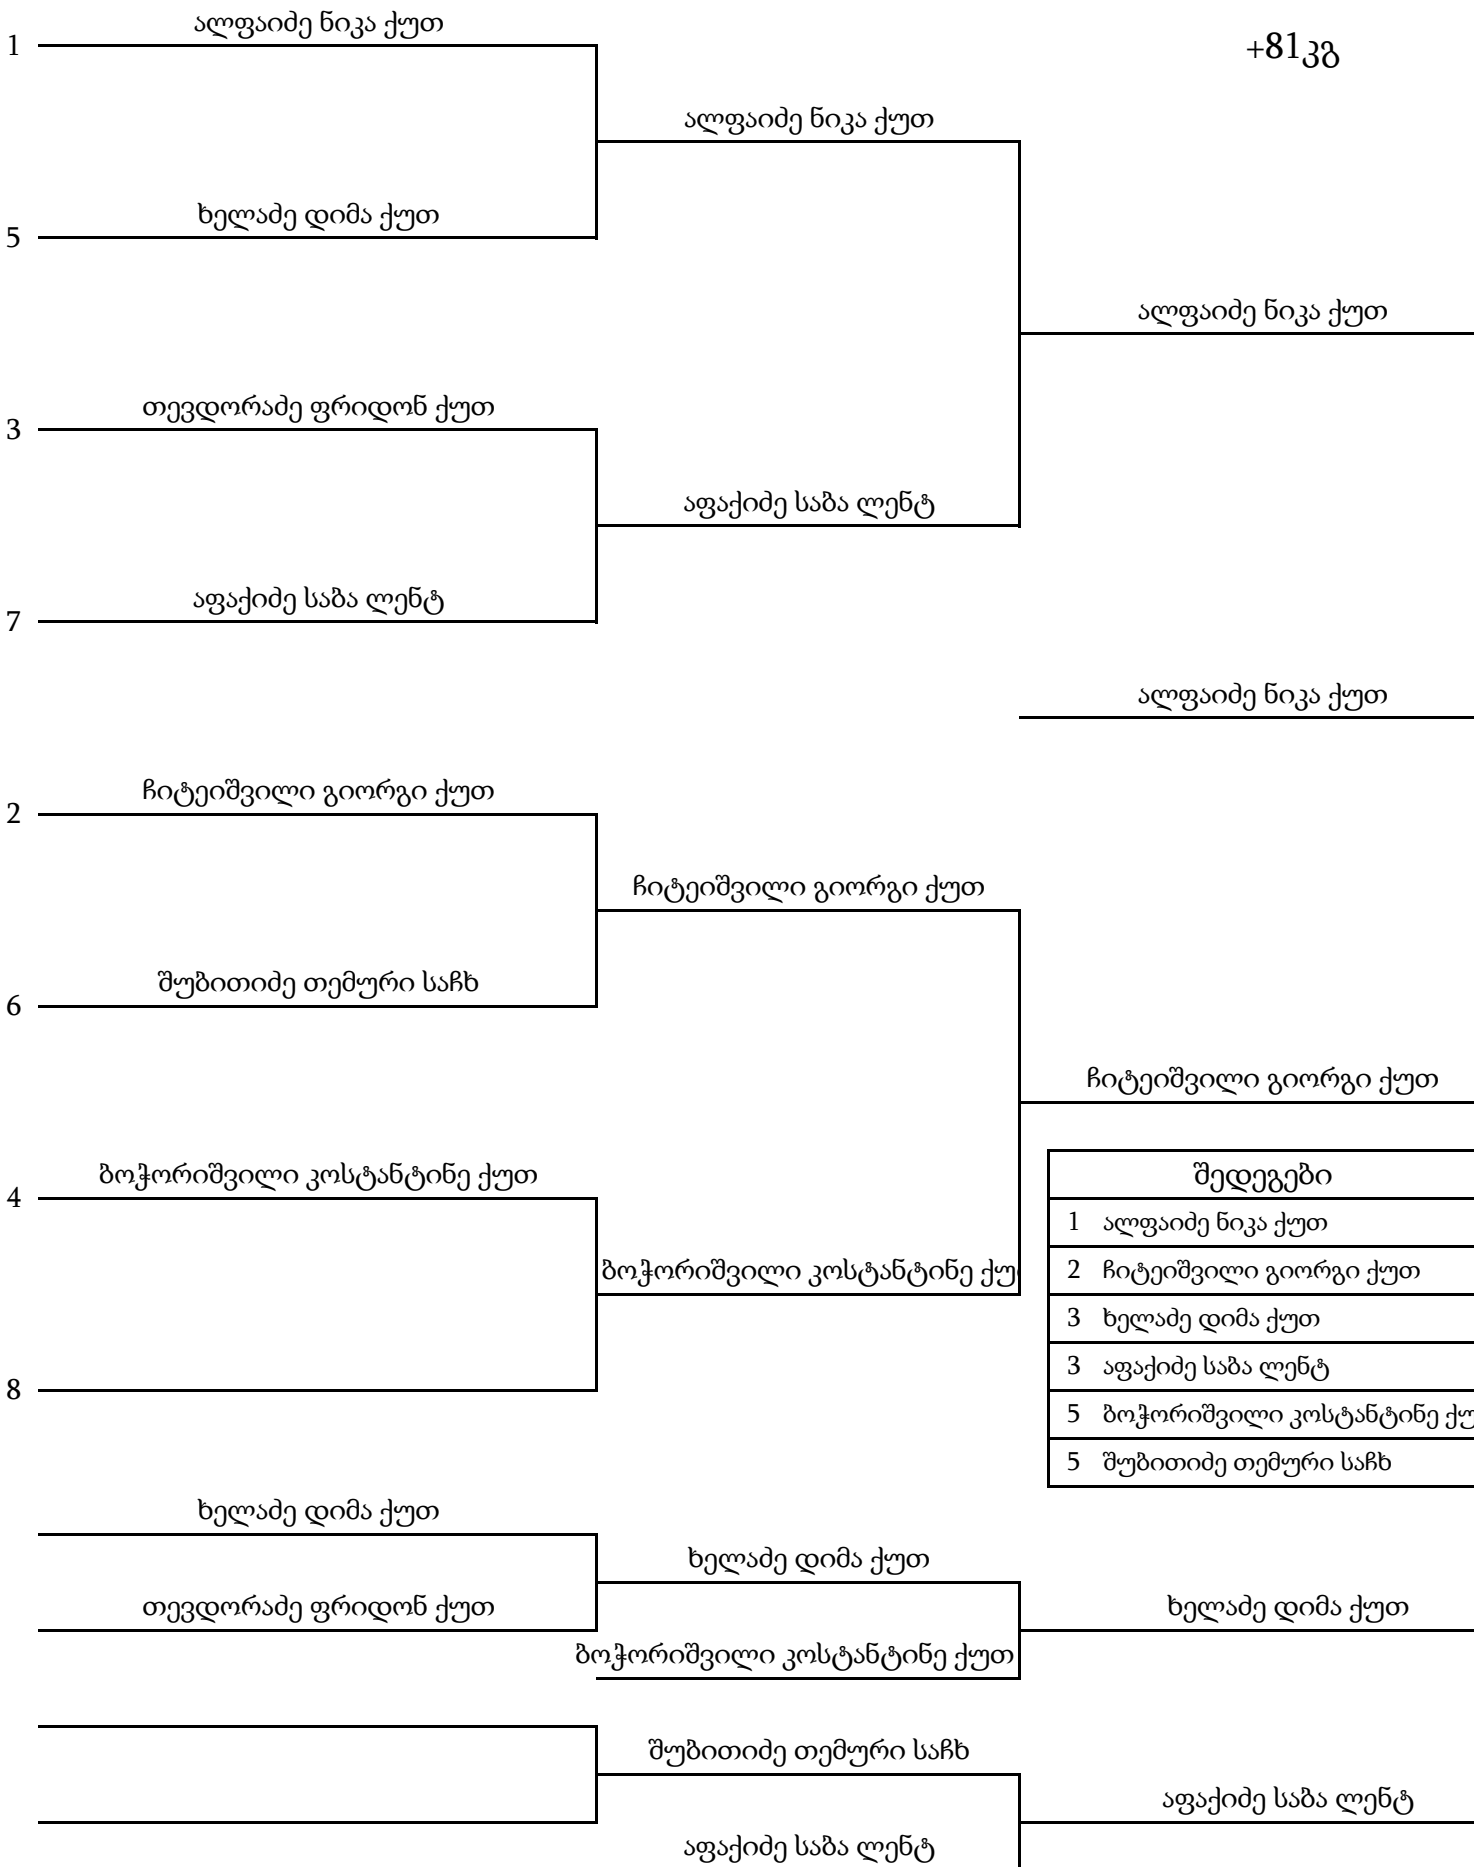 ალფაიძე ნიკა ქუთ
1
+81კგ
ალფაიძე ნიკა ქუთ
ხელაძე დიმა ქუთ
5
ალფაიძე ნიკა ქუთ
თევდორაძე ფრიდონ ქუთ
3
აფაქიძე საბა ლენტ
აფაქიძე საბა ლენტ
7
ალფაიძე ნიკა ქუთ
ჩიტეიშვილი გიორგი ქუთ
2
ჩიტეიშვილი გიორგი ქუთ
შუბითიძე თემური საჩხ
6
ჩიტეიშვილი გიორგი ქუთ
ბოჭორიშვილი კოსტანტინე ქუთ
4
ბოჭორიშვილი კოსტანტინე ქუ
8
შედეგები
1 ალფაიძე ნიკა ქუთ
2 ჩიტეიშვილი გიორგი ქუთ
3 ხელაძე დიმა ქუთ
3 აფაქიძე საბა ლენტ
5 ბოჭორიშვილი კოსტანტინე ქუ
5 შუბითიძე თემური საჩხ
ხელაძე დიმა ქუთ
ხელაძე დიმა ქუთ
თევდორაძე ფრიდონ ქუთ
ხელაძე დიმა ქუთ
ბოჭორიშვილი კოსტანტინე ქუთ
შუბითიძე თემური საჩხ
აფაქიძე საბა ლენტ
აფაქიძე საბა ლენტ